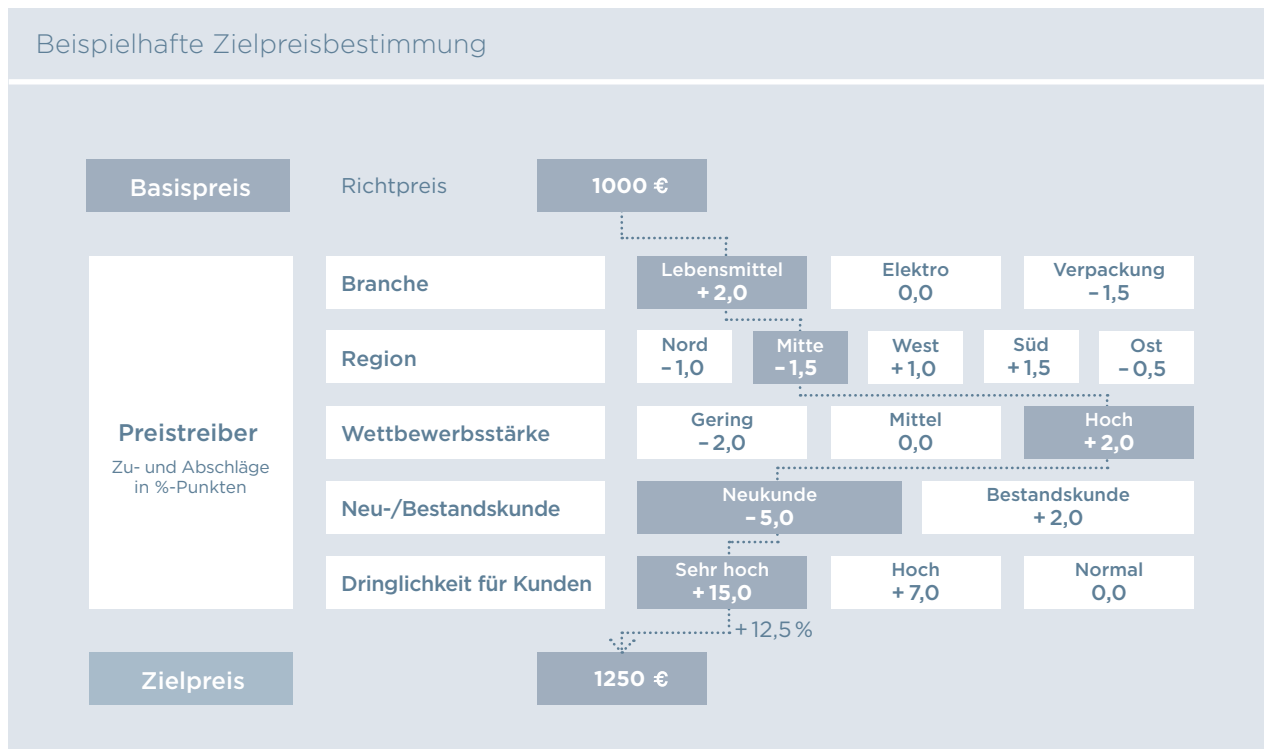 Beispielhafte Zielpreisbestimmung
Basispreis
Richtpreis
1000 €
Preistreiber
Zu- und Abschläge
in %-Punkten
Branche
Lebensmittel
+ 2,0
Elektro
0,0
Verpackung
– 1,5
Region
Nord
– 1,0
Mitte
– 1,5
West
+ 1,0
Süd
+ 1,5
Ost
– 0,5
Wettbewerbsstärke
Gering
– 2,0
Mittel
0,0
Hoch
+ 2,0
Neu-/Bestandskunde
Neukunde
– 5,0
Bestandskunde
+ 2,0
Dringlichkeit für Kunden
Sehr hoch
+ 15,0
Hoch
+ 7,0
Normal
0,0
+ 12,5 %
Zielpreis
1250 €